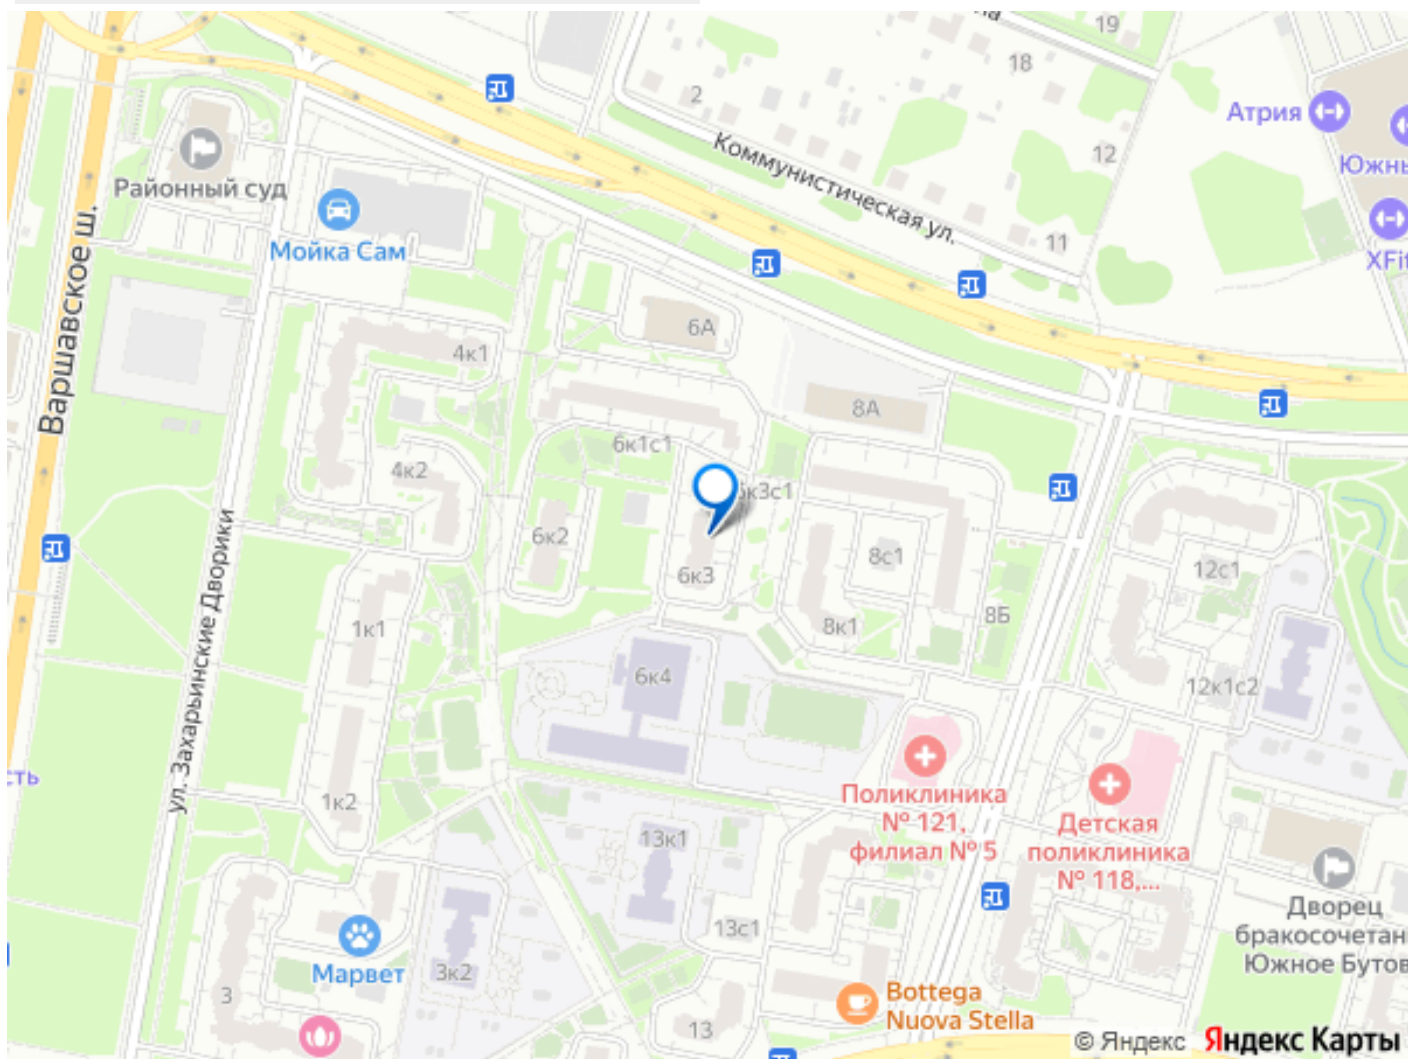 на
19
18
2
Атрия
Южны
12
Коммунистическая ул.
Районный суд
11
XFit
Мойка Сам
Варшавское ш.
6А
4к1
8А
6к1с1
4к2
6к3с1
6к2
8с1
12с1
6к3
8Б
1к1
8к1
ул. Захарьинские Дворики
6к4
12к1с2
сть
1к2
Поликлиника
№ 121,
филиал № 5
Детская
поликлиника
№ 118,...
13к1
Дворец
бракосочетан
Южное Бутов
13с1
Марвет
3к2
3
Bottega
Nuova Stella
13
© Яндекс Яндекс Карты